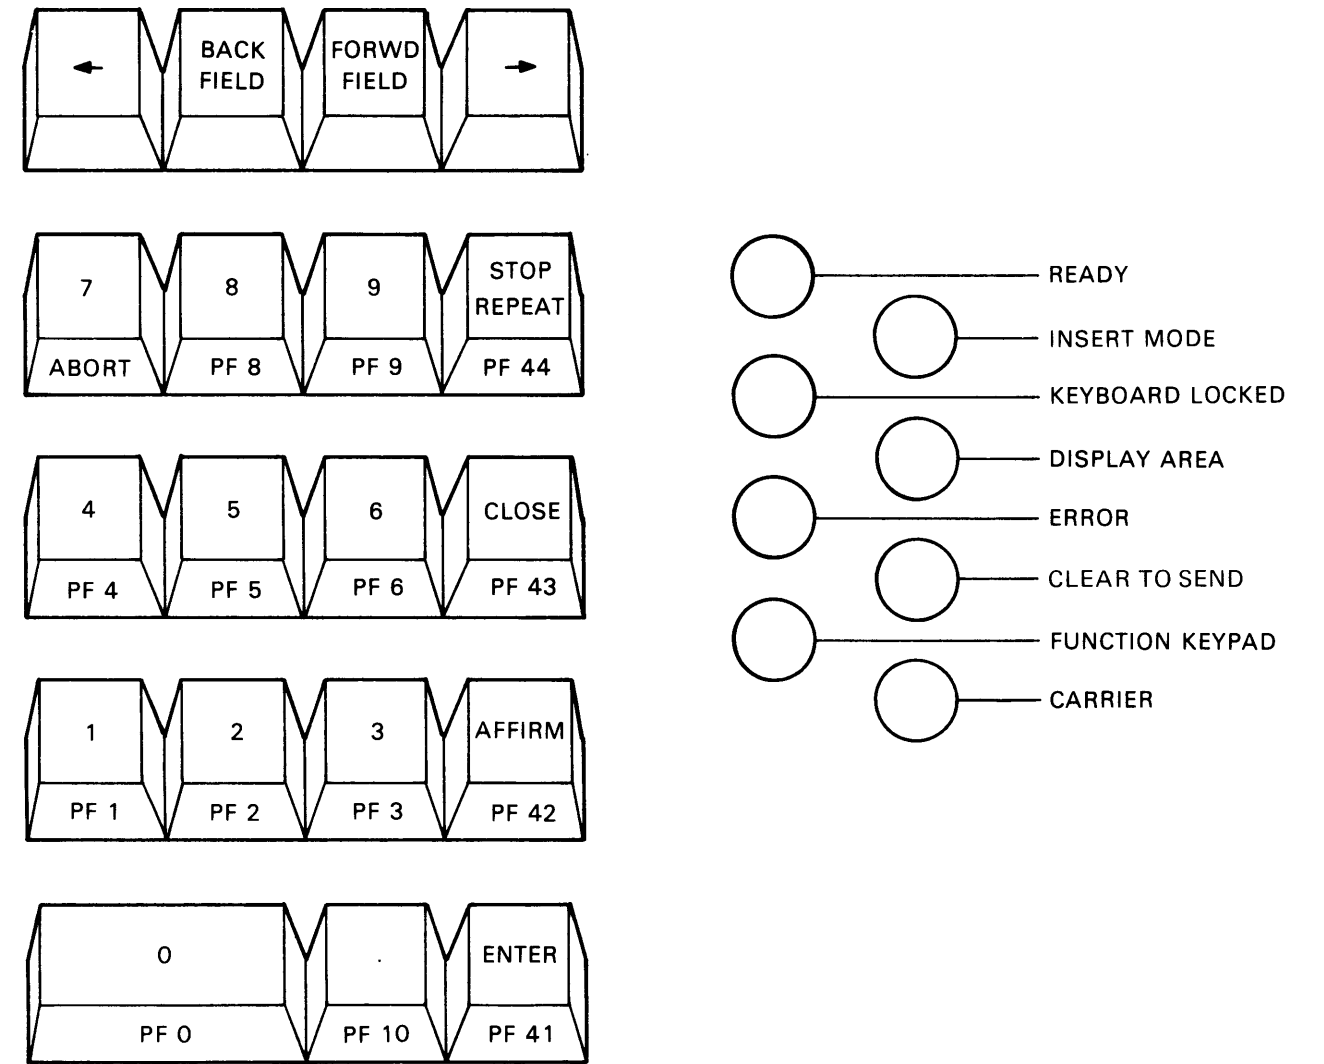 BACK
FIELD
FORWD
FIELD
7
ABORT
8
PF 8
9
PF 9
STOP
REPEAT
PF 44
4
PF 4
5
PF 5
6
PF 6
CLOSE
PF 43
1
PF 1
2
PF 2
3
PF 3
AFFIRM
PF 42
0
PF 0
.
PF 10
ENTER
PF 41
READY
INSERT MODE
KEYBOARD LOCKED
DISPLAY AREA
ERROR
CLEAR TO SEND
FUNCTION KEYPAD
CARRIER